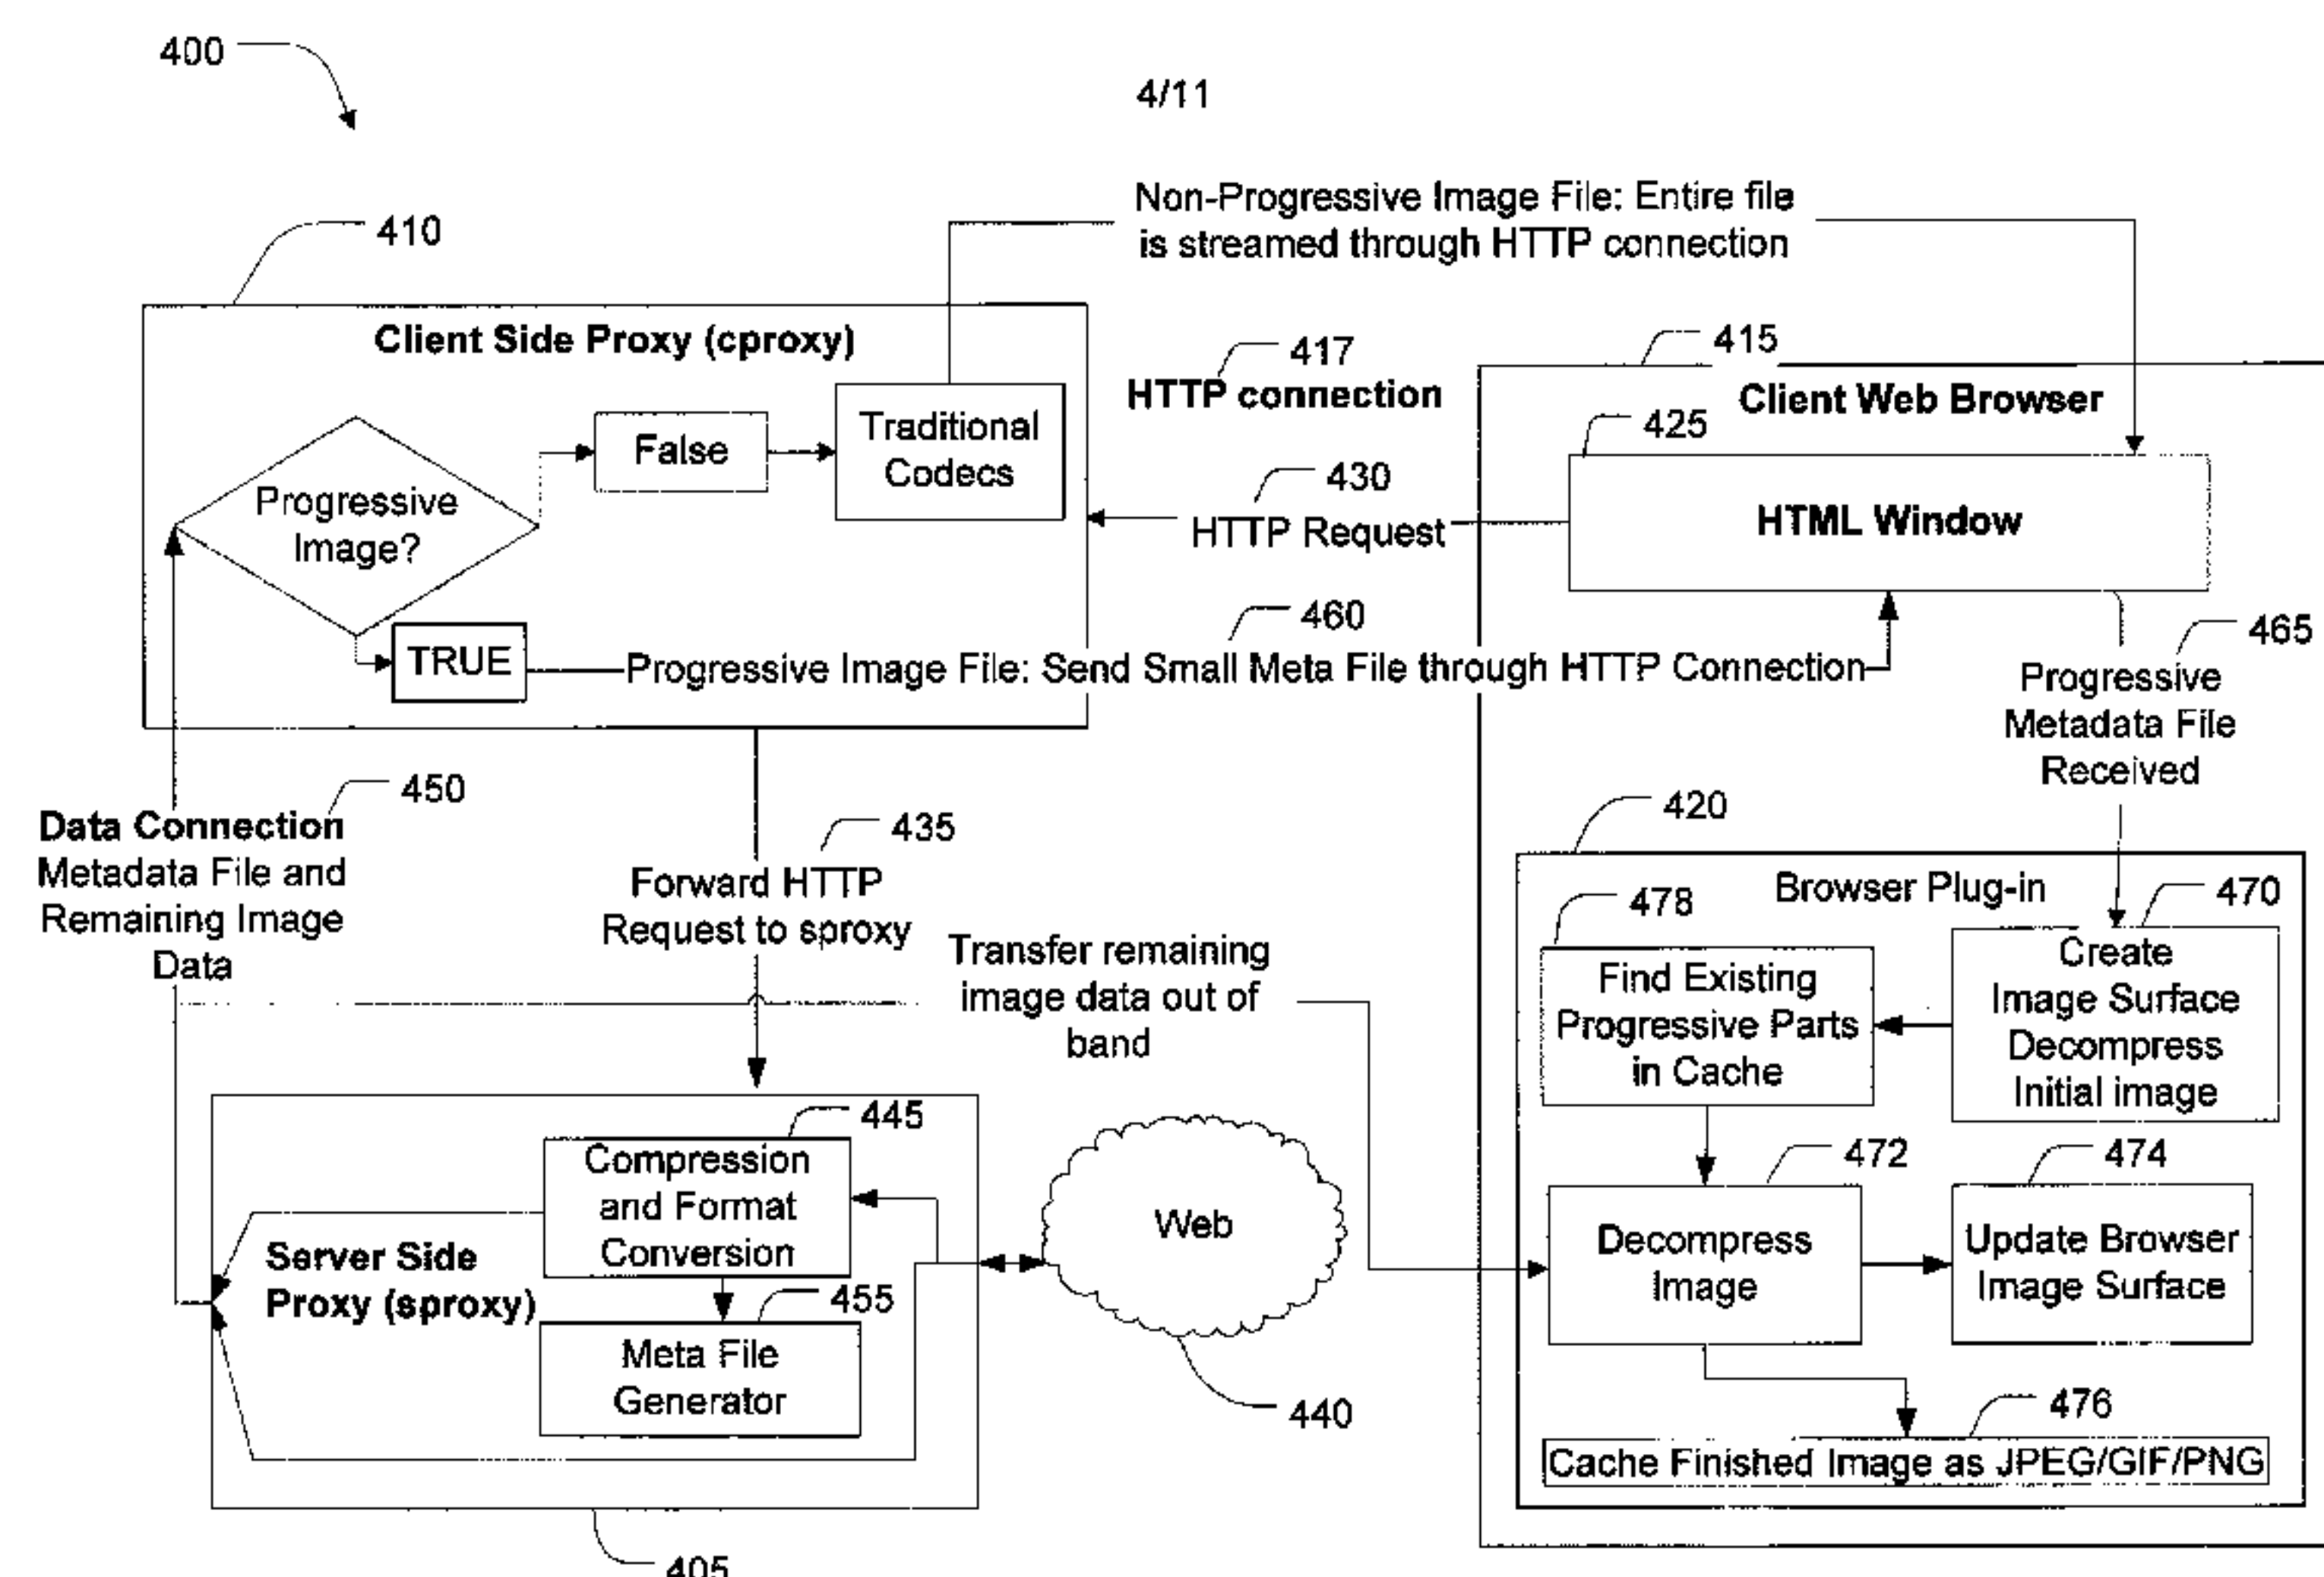 400
4/11
Non-Progressive Image File: Entire file
is streamed through HTTP connection
410
Client Side Proxy (cproxy)
417
HTTP connection
415
Client Web Browser
425
False
Traditional
Codecs
Progressive
Image?
430
HTTP Request
HTML Window
460
TRUE
Progressive Image File: Send Small Meta File through HTTP Connection
465
Progressive
Metadata File
Received
450
Data Connection
Metadata File and
Remaining Image
Data
435
Forward HTTP
Request to sproxy
Transfer remaining
image data out of
band
420
Browser Plug-in
478
Find Existing
Progressive Parts
in Cache
470
Create
Image Surface
Decompress
Initial image
445
Compression
and Format
Conversion
Server Side
Proxy (sproxy)
455
Meta File
Generator
Web
440
472
Decompress
Image
474
Update Browser
Image Surface
476
Cache Finished Image as JPEG/GIF/PNG
405